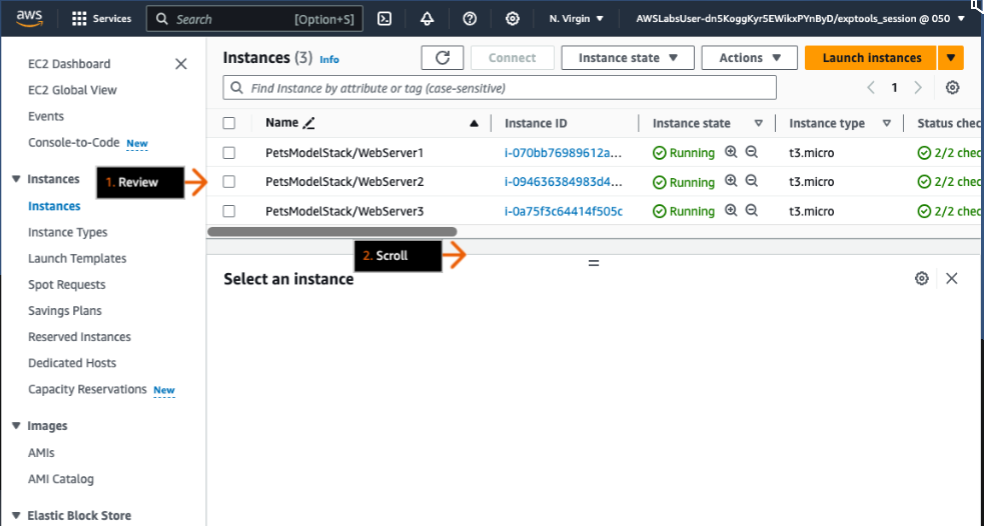 aws
Services
Search [Option+S]
N. Virgin
AWSLabsUser-dn5KoggKyr5EWikxPYnByD/exptools_session @ 050
EC2 Dashboard
EC2 Global View
Events
Console-to-Code New
Instances
Instances
Instance Types
Launch Templates
Spot Requests
Savings Plans
Reserved Instances
Dedicated Hosts
Capacity Reservations New
Images
AMIs
AMI Catalog
Elastic Block Store
1. Review
Instances (3) Info
Connect
Instance state
Actions
Launch instances
Find Instance by attribute or tag (case-sensitive)
1
Name Instance ID Instance state Instance type Status chec
PetsModelStack/WebServer1 i-070bb76989612a... Running t3.micro 2/2 chec
PetsModelStack/WebServer2 i-094636384983d4... Running t3.micro 2/2 chec
PetsModelStack/WebServer3 i-0a75f3c64414f505c Running t3.micro 2/2 chec
2. Scroll
Select an instance